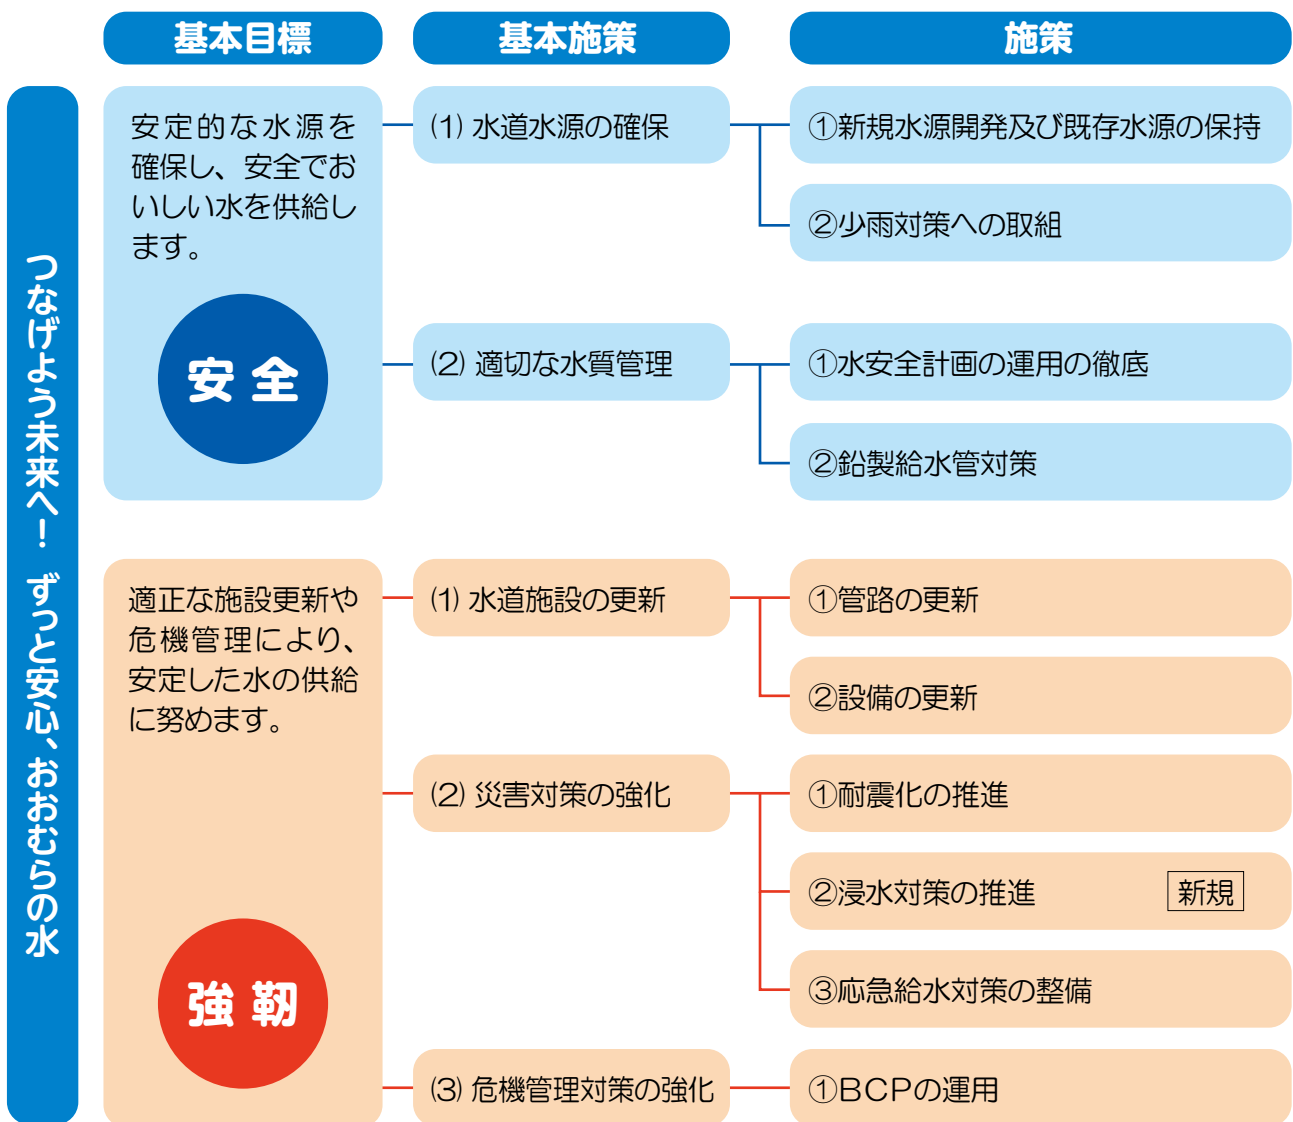 基本目標
基本施策
施策
つなげよう未来へ！ ずっと安心、おおむらの水
安定的な水源を
確保し、安全でお
いしい水を供給し
ます。
安全
(1) 水道水源の確保
①新規水源開発及び既存水源の保持
②少雨対策への取組
(2) 適切な水質管理
①水安全計画の運用の徹底
②鉛製給水管対策
適正な施設更新や
危機管理により、
安定した水の供給
に努めます。
強靭
(1) 水道施設の更新
①管路の更新
②設備の更新
(2) 災害対策の強化
①耐震化の推進
②浸水対策の推進 新規
③応急給水対策の整備
(3) 危機管理対策の強化
①BCPの運用